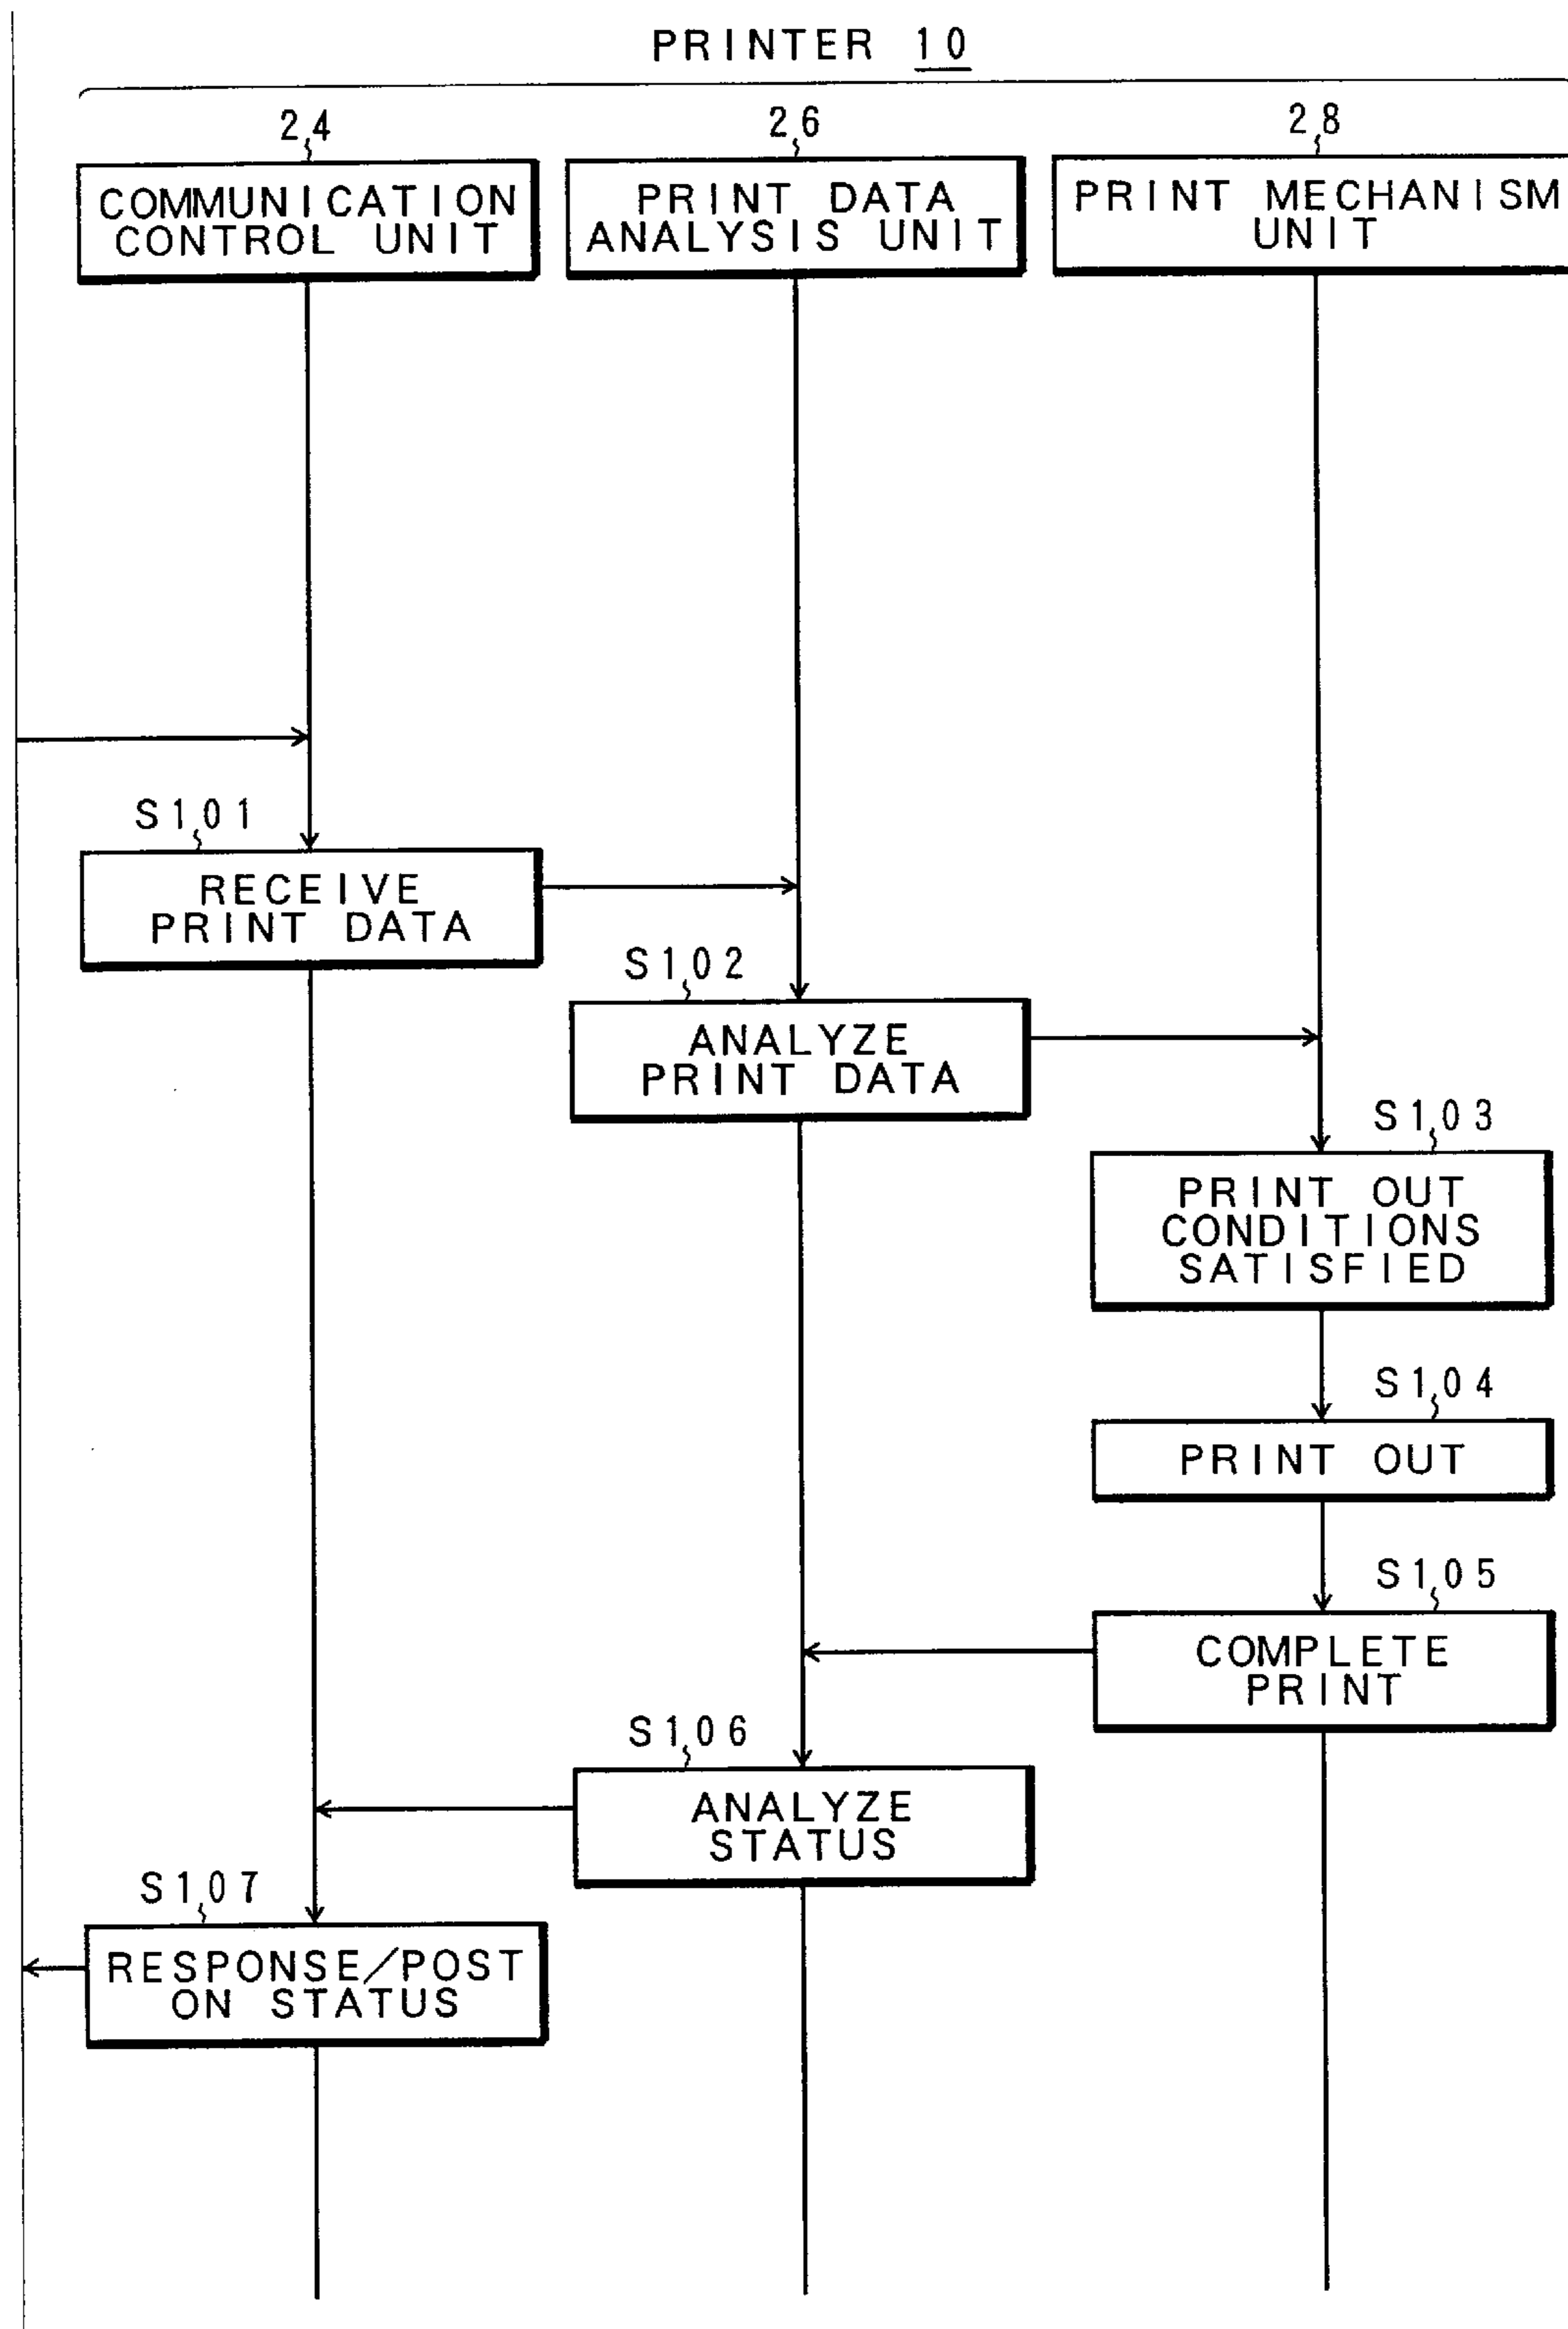 PRINTER 10
24
26
28
COMMUNICATION
CONTROL UNIT
PRINT DATA
ANALYSIS UNIT
PRINT MECHANISM
UNIT
S101
RECEIVE
PRINT DATA
S102
ANALYZE
PRINT DATA
S103
PRINT OUT
CONDITIONS
SATISFIED
S104
PRINT OUT
S105
COMPLETE
PRINT
S106
ANALYZE
STATUS
S107
RESPONSE/POST
ON STATUS